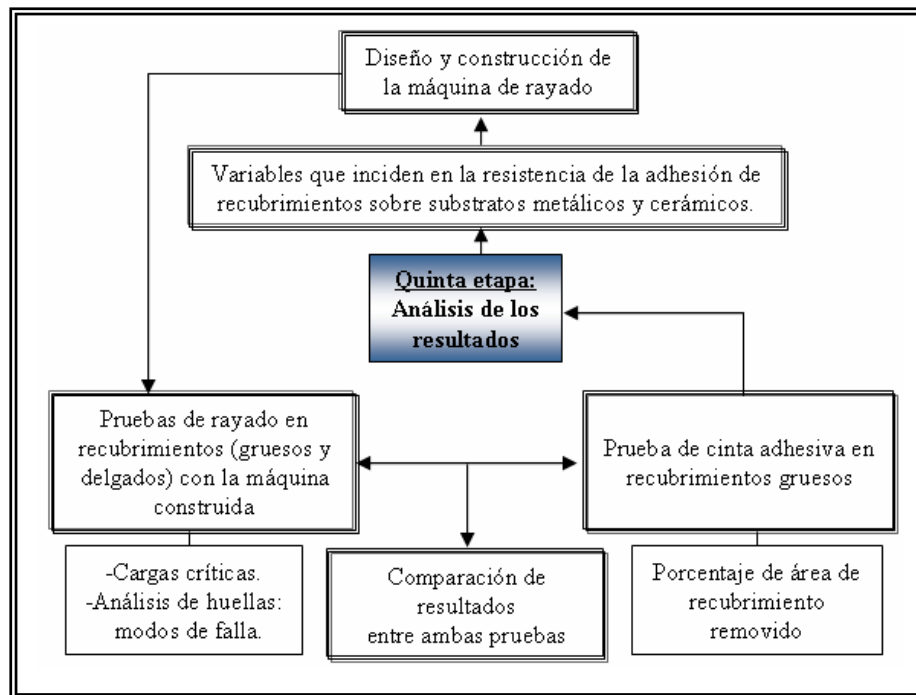 Diseño y construcción de
la máquina de rayado
Variables que inciden en la resistencia de la adhesión de
recubrimientos sobre substratos metálicos y cerámicos.
Quinta etapa:
Análisis de los
resultados
Pruebas de rayado en
recubrimientos (gruesos y
delgados) con la máquina
construida
Prueba de cinta adhesiva en
recubrimientos gruesos
-Cargas críticas.
-Análisis de huellas:
modos de falla.
Comparación de
resultados
entre ambas pruebas
Porcentaje de área de
recubrimiento
removido